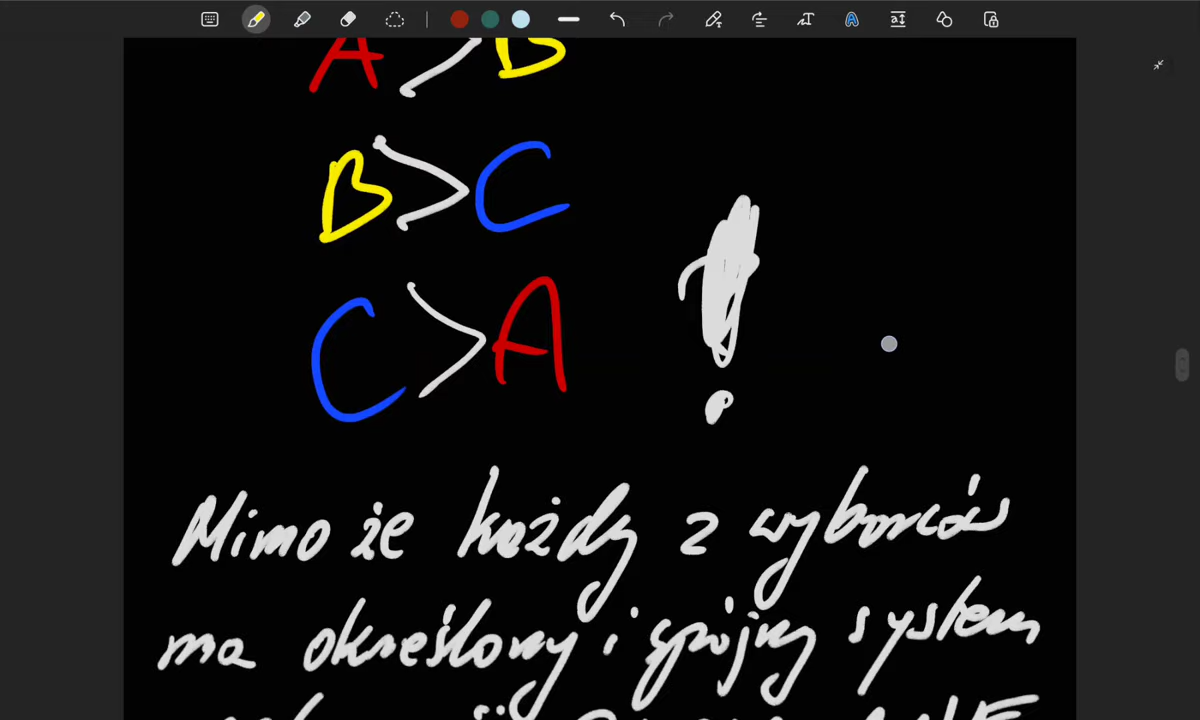 A > B
B > C
C > A !
Mimo że każdy z wyborców
ma określony i spójny system